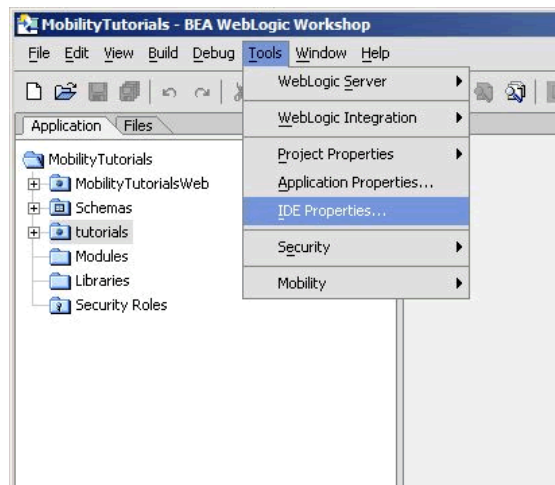 MobilityTutorials - BEA WebLogic Workshop
File Edit View Build Debug Tools Window Help
WebLogic Server
WebLogic Integration
Project Properties
Application Properties...
IDE Properties...
Security
Mobility
Application Files
MobilityTutorials
MobilityTutorialsWeb
Schemas
tutorials
Modules
Libraries
Security Roles